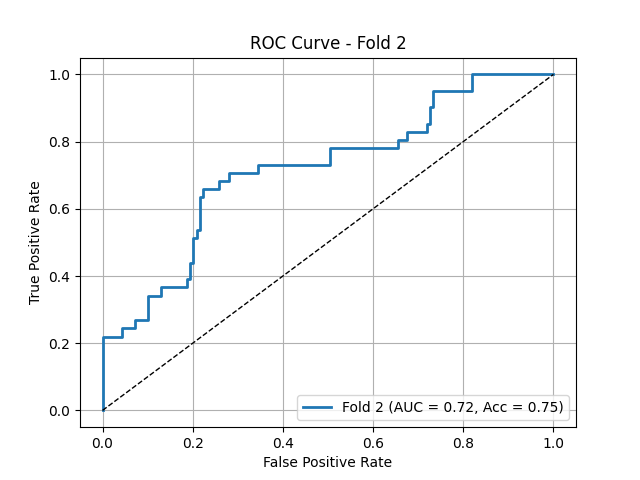 ROC Curve - Fold 2
1.0
0.8
0.6
0.4
0.2
0.0
True Positive Rate
Fold 2 (AUC = 0.72, Acc = 0.75)
0.0 0.2 0.4 0.6 0.8 1.0
False Positive Rate